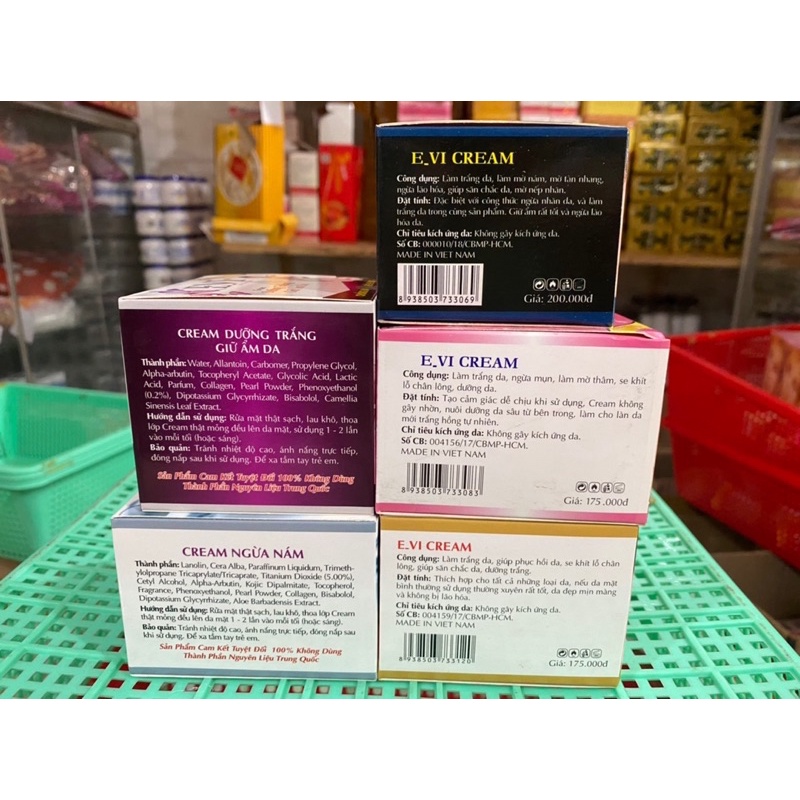 E_VI CREAM
Công dụng: Làm trắng da, làm mờ nám, mờ tàn nhang,
ngừa lão hóa, giúp săn chắc da, mờ nếp nhăn.
Đặt tính: Đặc biệt với công thức ngừa nhăn da, và làm
trắng da trong cùng sản phẩm. Giữ ẩm rất tốt và ngừa lão
hóa da.
Chỉ tiêu kích ứng da: Không gây kích ứng da.
Số CB: 000010/18/CBMP-HCM.
MADE IN VIET NAM
8 938503 733069
Giá: 200.000đ
CREAM DƯỠNG TRẮNG
GIỮ ẨM DA
Thành phần: Water, Allantoin, Carbomer, Propylene Glycol,
Alpha-arbutin, Tocopheryl Acetate, Glycolic Acid, Lactic
Acid, Parfum, Collagen, Pearl Powder, Phenoxyethanol
(0.2%), Dipotassium Glycyrrhizate, Bisabolol, Camellia
Sinensis Leaf Extract.
Hướng dẫn sử dụng: Rửa mặt thật sạch, lau khô, thoa
lớp Cream thật mỏng đều lên da mặt, sử dụng 1 - 2 lần
vào mỗi tối (hoặc sáng).
Bảo quản: Trành nhiệt độ cao, ánh nắng trực tiếp,
đóng nắp sau khi sử dụng. Để xa tầm tay trẻ em.
Sản Phẩm Cam Kết Tuyệt Đối 100% Không Dùng
Thành Phần Nguyên Liệu Trung Quốc
E_VI CREAM
Công dụng: Làm trắng da, ngừa mụn, làm mờ thâm, se khít
lỗ chân lông, dưỡng da.
Đặt tính: Tạo cảm giác dễ chịu khi sử dụng, Cream không
gây nhờn, nuôi dưỡng da sâu từ bên trong, làm cho làn da
mới trắng hồng tự nhiên.
Chỉ tiêu kích ứng da: Không gây kích ứng da.
Số CB: 004156/17/CBMP-HCM.
MADE IN VIET NAM
8 938503 733083
Giá: 175.000đ
CREAM NGỪA NÁM
Thành phần: Lanolin, Cera Alba, Paraffinum Liquidum, Trimeth-
ylolpropane Tricaprylate/Tricaprate, Titanium Dioxide (5.00%),
Cetyl Alcohol, Alpha-Arbutin, Kojic Dipalmitate, Tocopherol,
Fragrance, Phenoxyethanol, Pearl Powder, Collagen, Bisabolol,
Dipotassium Glycyrrhizate, Aloe Barbadensis Extract.
Hướng dẫn sử dụng: Rửa mặt thật sạch, lau khô, thoa lớp Cream
thật mỏng đều lên da mặt 1 - 2 lần vào mỗi tối (hoặc sáng).
Bảo quản: Trãnh nhiệt độ cao, ánh nắng trực tiếp, đóng nắp sau
khi sử dụng. Để xa tầm tay trẻ em.
Sản Phẩm Cam Kết Tuyệt Đối 100% Không Dùng
Thành Phần Nguyên Liệu Trung Quốc
E_VI CREAM
Công dụng: Làm trắng da, giúp phục hồi da, se khít lỗ chân
lông, giúp săn chắc da, dưỡng trắng.
Đặt tính: Thích hợp cho tất cả những loại da, nếu da mặt
bình thường sử dụng thường xuyên rất tốt, da đẹp mịn màng
và không bị lão hóa.
Chỉ tiêu kích ứng da: Không gây kích ứng da.
Số CB: 004159/17/CBMP-HCM.
MADE IN VIET NAM
8 938503 733120
Giá: 175.000đ